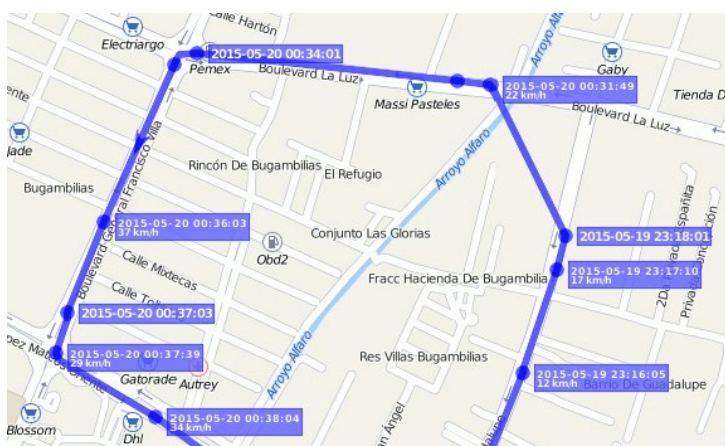 Calle Hartón
Electriargo
2015-05-20 00:34:01
Pemex
Boulevard La Luz
Massi Pasteles
Arroyo Alfaro
Gaby
2015-05-20 00:31:49
22 km/h
Tienda D
Boulevard La Luz
Jade
Rincón De Bugambilias
El Refugio
Arroyo Alfaro
Bugambilias
Boulevard General Francisco Villa
2015-05-20 00:36:03
37 km/h
Conjunto Las Glorias
Obd2
2015-05-19 23:18:01
Calle Mixtecas
Fracc Hacienda De Bugambilia
2015-05-19 23:17:10
17 km/h
2015-05-20 00:37:03
2015-05-20 00:37:39
29 km/h
Gatorade
Autrey
Arroyo Alfaro
Res Villas Bugambilias
2015-05-19 23:16:05
12 km/h
Barrio De Guadalupe
Blossom
Dhl
2015-05-20 00:38:04
34 km/h
an Ángel